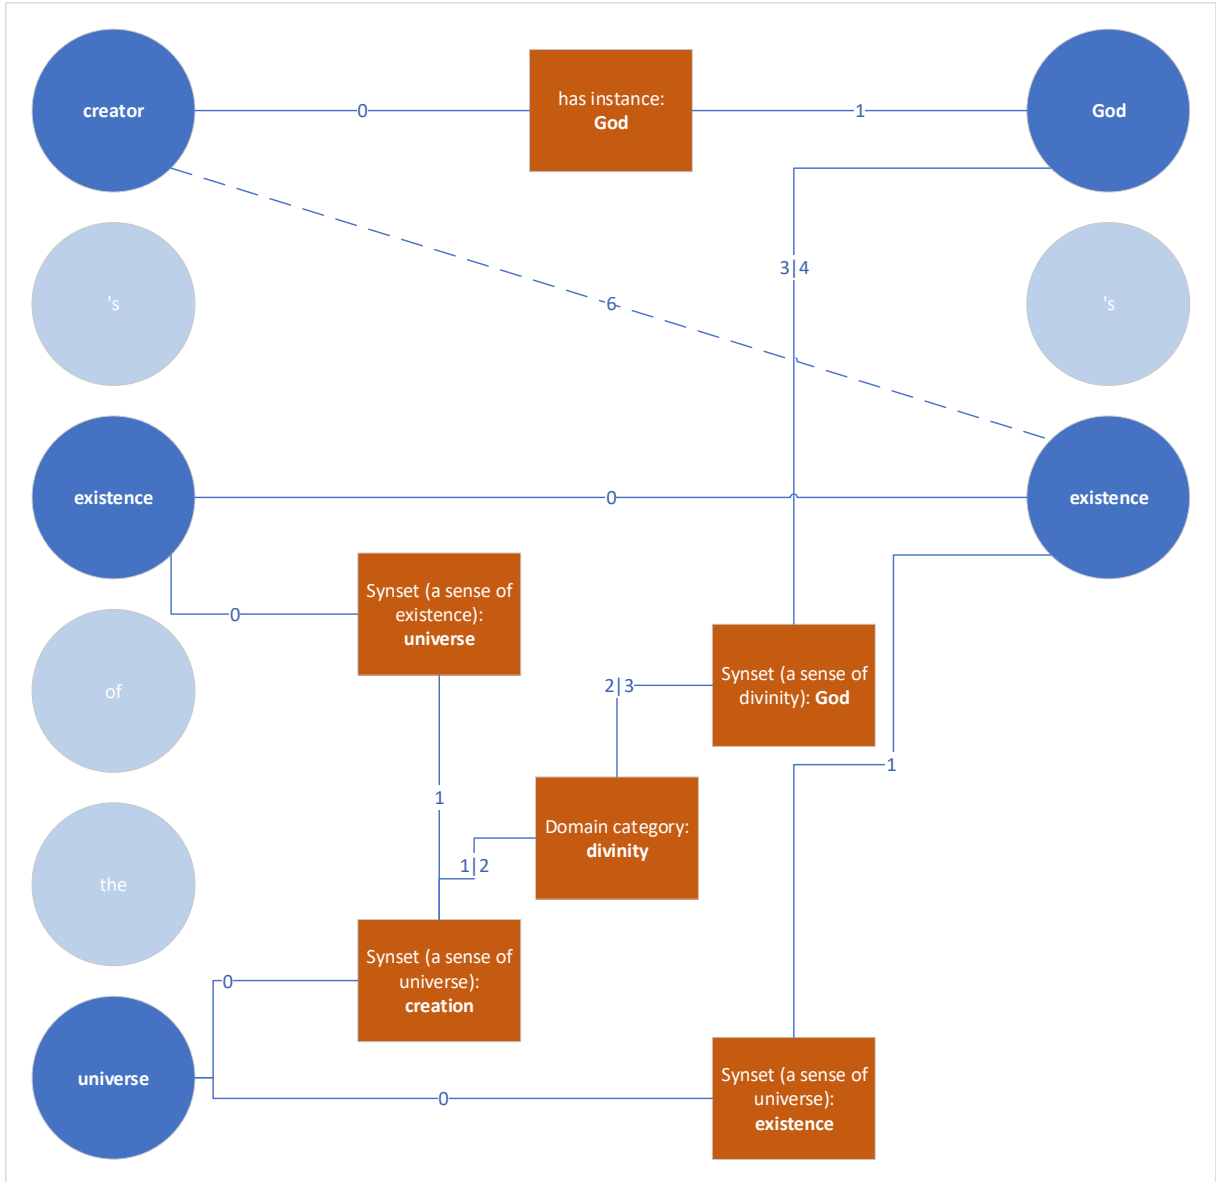 creator
0
has instance:
God
1
God
3|4
's
6
's
existence
0
existence
Synset (a sense of
existence):
universe
0
of
Synset (a sense of
divinity): God
2|3
1
1
Domain category:
divinity
1|2
the
Synset (a sense of
universe):
creation
0
universe
0
Synset (a sense of
universe):
existence